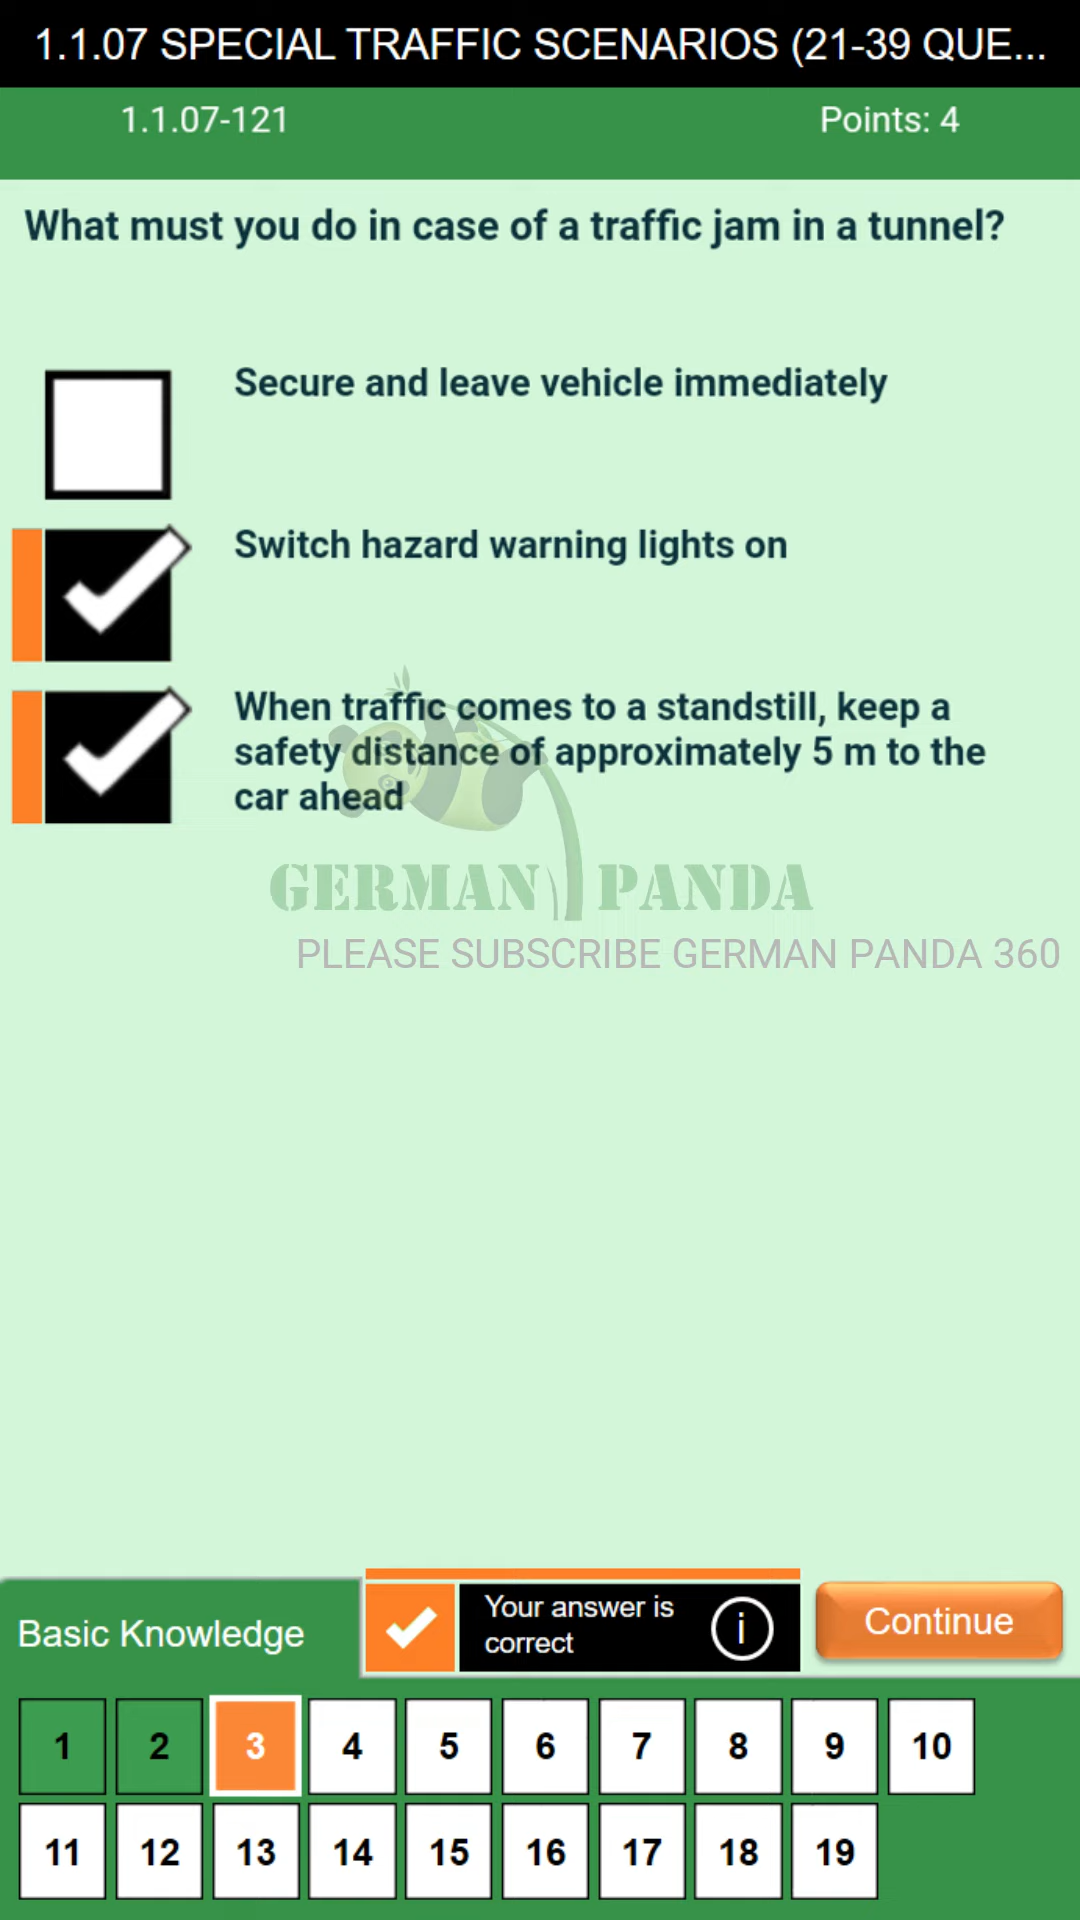 1.1.07 SPECIAL TRAFFIC SCENARIOS (21-39 QUE...
1.1.07-121 Points: 4
What must you do in case of a traffic jam in a tunnel?
Secure and leave vehicle immediately
Switch hazard warning lights on
When traffic comes to a standstill, keep a
safety distance of approximately 5 m to the
car ahead
GERMAN PANDA
PLEASE SUBSCRIBE GERMAN PANDA 360
Basic Knowledge
Your answer is
correct
i
Continue
1 2 3 4 5 6 7 8 9 10
11 12 13 14 15 16 17 18 19